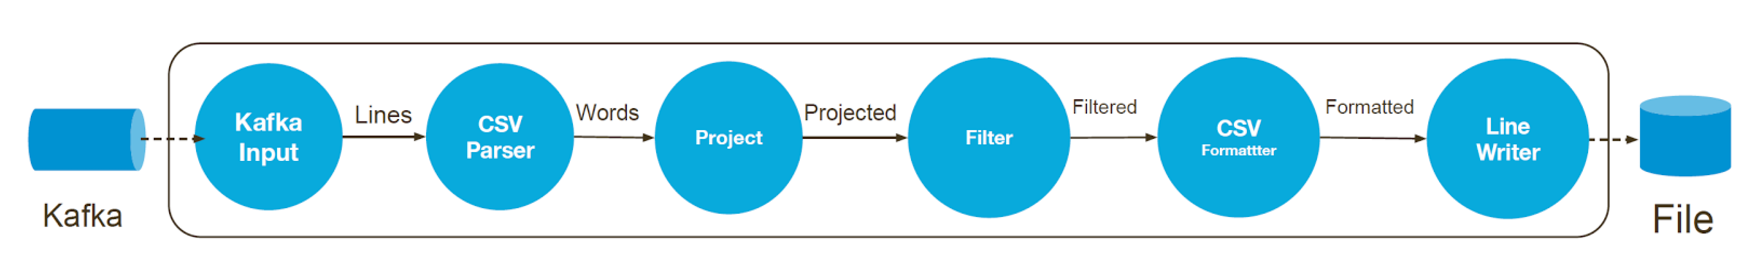 Kafka
Kafka
Input
Lines
CSV
Parser
Words
Project
Projected
Filter
Filtered
CSV
Formattter
Formatted
Line
Writer
File